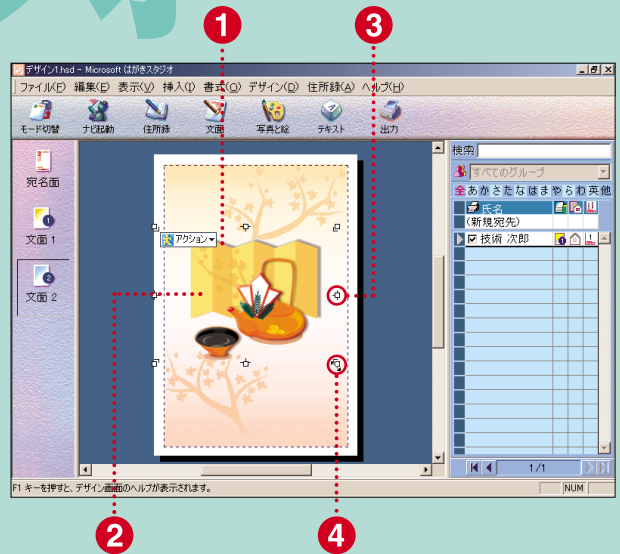 1 3
デザイン1.hsd - Microsoft はがきスタジオ
ファイル(F) 編集(E) 表示(V) 挿入(I) 書式(O) デザイン(D) 住所録(A) ヘルプ(H)
モード切替 ナビ起動 住所録 文面 写真と絵 テキスト 出力
宛名面
文面 1
文面 2
アクション
検索
すべてのグループ
全 あ か さ た な は ま や ら わ 英 他
氏名
(新規宛先)
技術 次郎
1/1
F1 キーを押すと、デザイン画面のヘルプが表示されます。
NUM
2 4